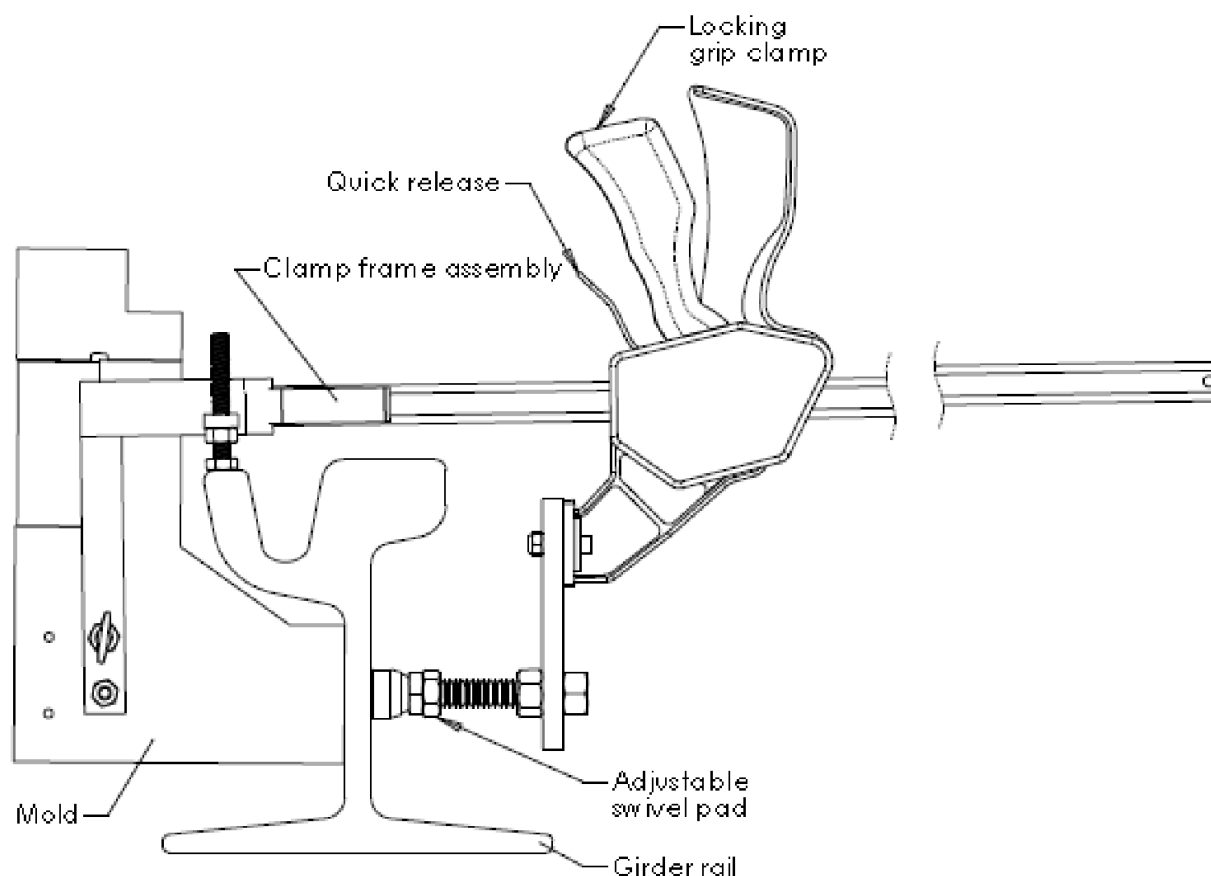 Locking
grip clamp
Quick release
Clamp frame assembly
Adjustable
swivel pad
Mold
Girder rail